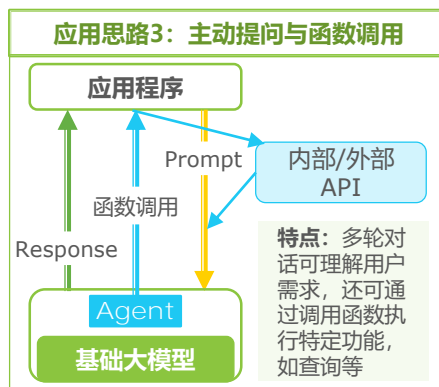 应用思路3：主动提问与函数调用
应用程序
Prompt
内部/外部
API
函数调用
Response
特点：多轮对
话可理解用户
需求，还可通
过调用函数执
行特定功能，
如查询等
Agent
基础大模型